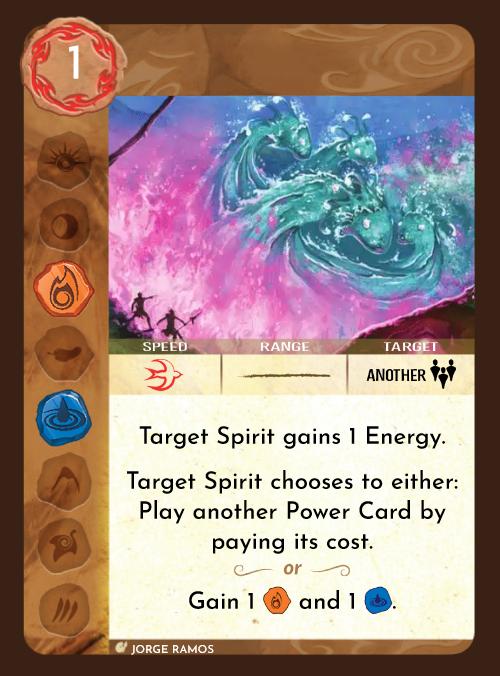 1
SPEED RANGE TARGET
ANOTHER
Target Spirit gains 1 Energy.
Target Spirit chooses to either:
Play another Power Card by
paying its cost.
or
Gain 1 and 1 .
JORGE RAMOS